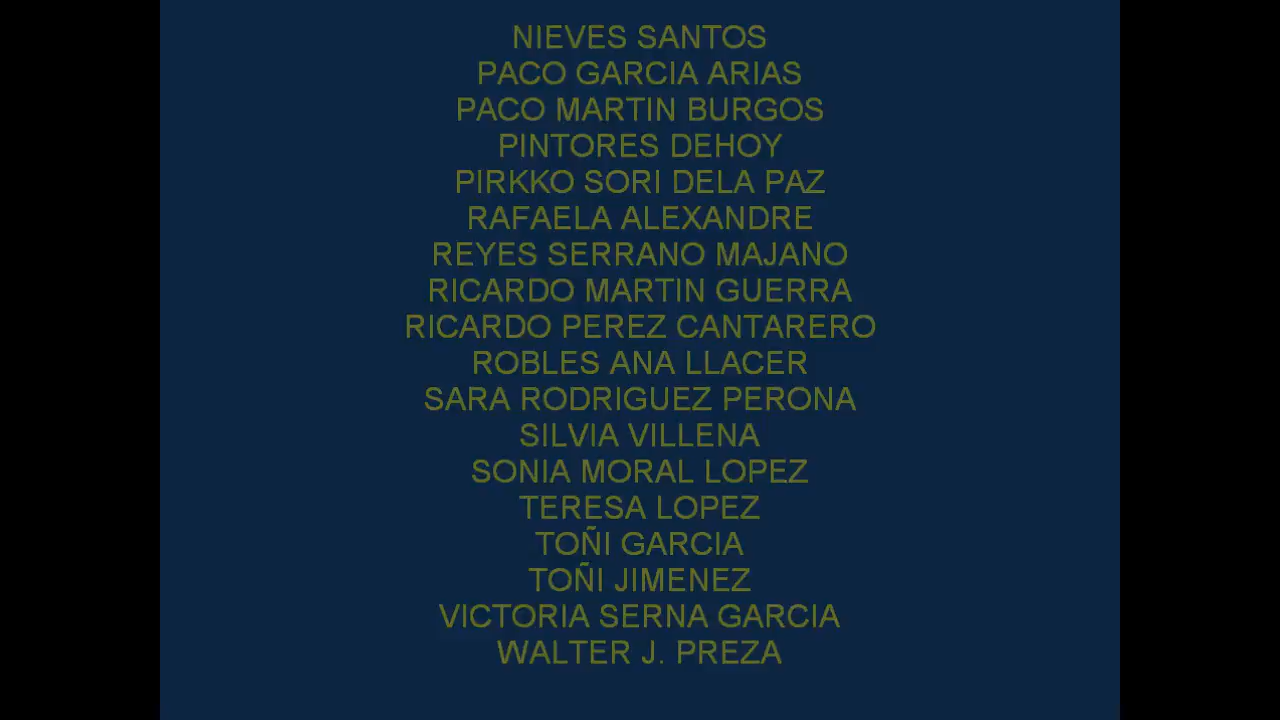 NIEVES SANTOS
PACO GARCIA ARIAS
PACO MARTIN BURGOS
PINTORES DEHOY
PIRKKO SORI DELA PAZ
RAFAELA ALEXANDRE
REYES SERRANO MAJANO
RICARDO MARTIN GUERRA
RICARDO PEREZ CANTARERO
ROBLES ANA LLACER
SARA RODRIGUEZ PERONA
SILVIA VILLENA
SONIA MORAL LOPEZ
TERESA LOPEZ
TOÑI GARCIA
TOÑI JIMENEZ
VICTORIA SERNA GARCIA
WALTER J. PREZA